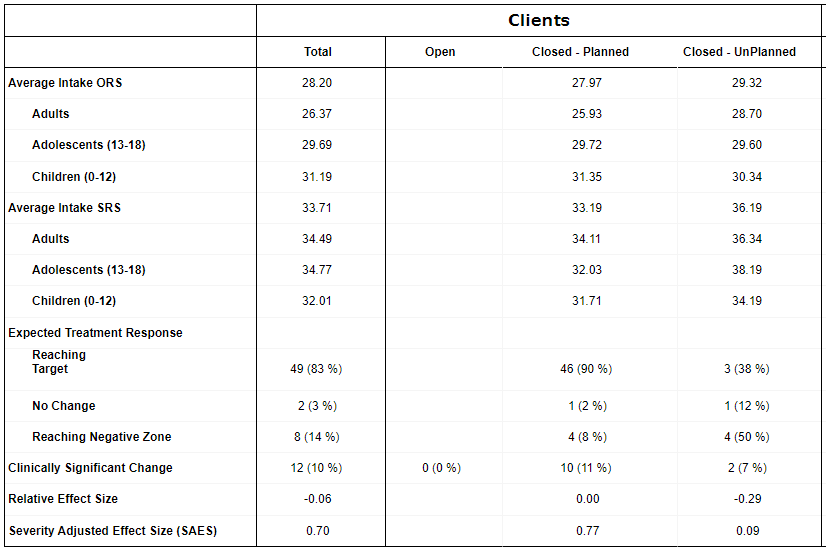 Clients
Total Open Closed - Planned Closed - UnPlanned
Average Intake ORS 28.20 27.97 29.32
Adults 26.37 25.93 28.70
Adolescents (13-18) 29.69 29.72 29.60
Children (0-12) 31.19 31.35 30.34
Average Intake SRS 33.71 33.19 36.19
Adults 34.49 34.11 36.34
Adolescents (13-18) 34.77 32.03 38.19
Children (0-12) 32.01 31.71 34.19
Expected Treatment Response
Reaching
Target 49 (83 %) 46 (90 %) 3 (38 %)
No Change 2 (3 %) 1 (2 %) 1 (12 %)
Reaching Negative Zone 8 (14 %) 4 (8 %) 4 (50 %)
Clinically Significant Change 12 (10 %) 0 (0 %) 10 (11 %) 2 (7 %)
Relative Effect Size -0.06 0.00 -0.29
Severity Adjusted Effect Size (SAES) 0.70 0.77 0.09